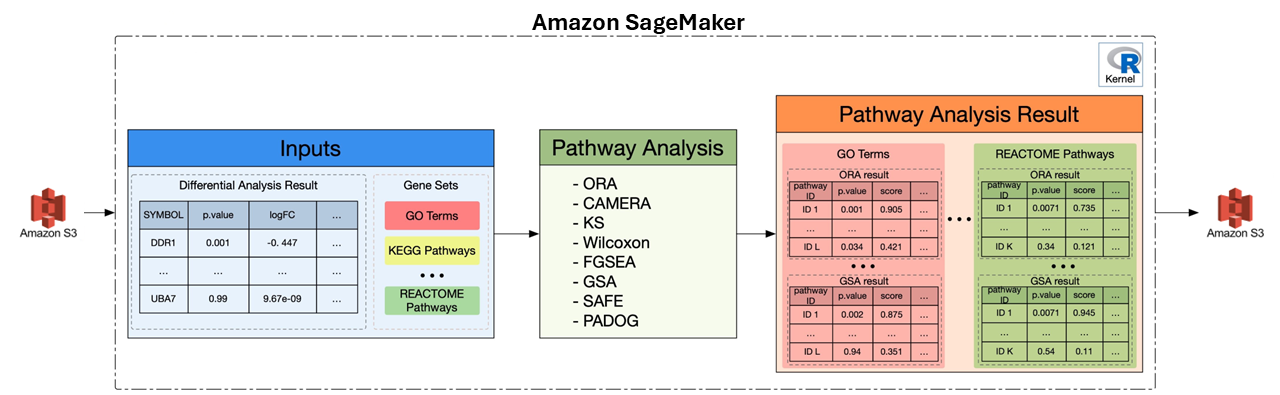 Amazon SageMaker
R
Kernel
Amazon S3
Inputs
Differential Analysis Result
SYMBOL p.value logFC ...
DDR1 0.001 -0. 447 ...
... ... ... ...
UBA7 0.99 9.67e-09 ...
Gene Sets
GO Terms
KEGG Pathways
...
REACTOME
Pathways
Pathway Analysis
- ORA
- CAMERA
- KS
- Wilcoxon
- FGSEA
- GSA
- SAFE
- PADOG
Pathway Analysis Result
GO Terms
ORA result
pathway
ID p.value score ...
ID 1 0.001 0.905 ...
... ... ... ...
ID L 0.034 0.421 ...
...
GSA result
pathway
ID p.value score ...
ID 1 0.002 0.875 ...
... ... ... ...
ID L 0.94 0.351 ...
...
REACTOME Pathways
ORA result
pathway
ID p.value score ...
ID 1 0.0071 0.735 ...
... ... ... ...
ID K 0.34 0.121 ...
...
GSA result
pathway
ID p.value score ...
ID 1 0.0071 0.945 ...
... ... ... ...
ID K 0.54 0.11 ...
Amazon S3